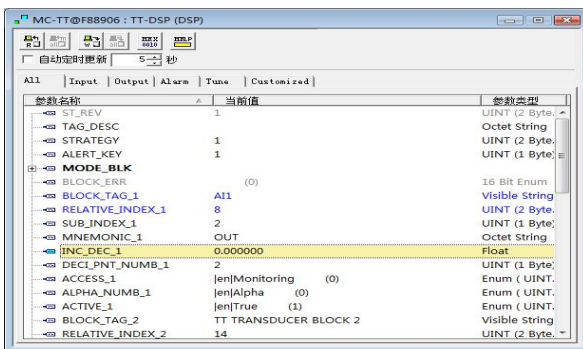 MC-TT@F88906 : TT-DSP (DSP)
自动定时更新 5 秒
All Input Output Alarm Tune Customized
参数名称 当前值 参数类型
ST_REV 1 UINT (2 Byte.
TAG_DESC Octet String
STRATEGY 1 UINT (2 Byte.
ALERT_KEY 1 UINT (1 Byte)
MODE_BLK
BLOCK_ERR (0) 16 Bit Enum
BLOCK_TAG_1 AI1 Visible String
RELATIVE_INDEX_1 8 UINT (2 Byte.
SUB_INDEX_1 2 UINT (1 Byte)
MNEMONIC_1 OUT Octet String
INC_DEC_1 0.000000 Float
DECI_PNT_NUMB_1 2 UINT (1 Byte)
ACCESS_1 |en|Monitoring (0) Enum ( UINT.
ALPHA_NUMB_1 |en|Alpha (0) Enum ( UINT.
ACTIVE_1 |en|True (1) Enum ( UINT.
BLOCK_TAG_2 TT TRANSDUCER BLOCK 2 Visible String
RELATIVE_INDEX_2 14 UINT (2 Byte.